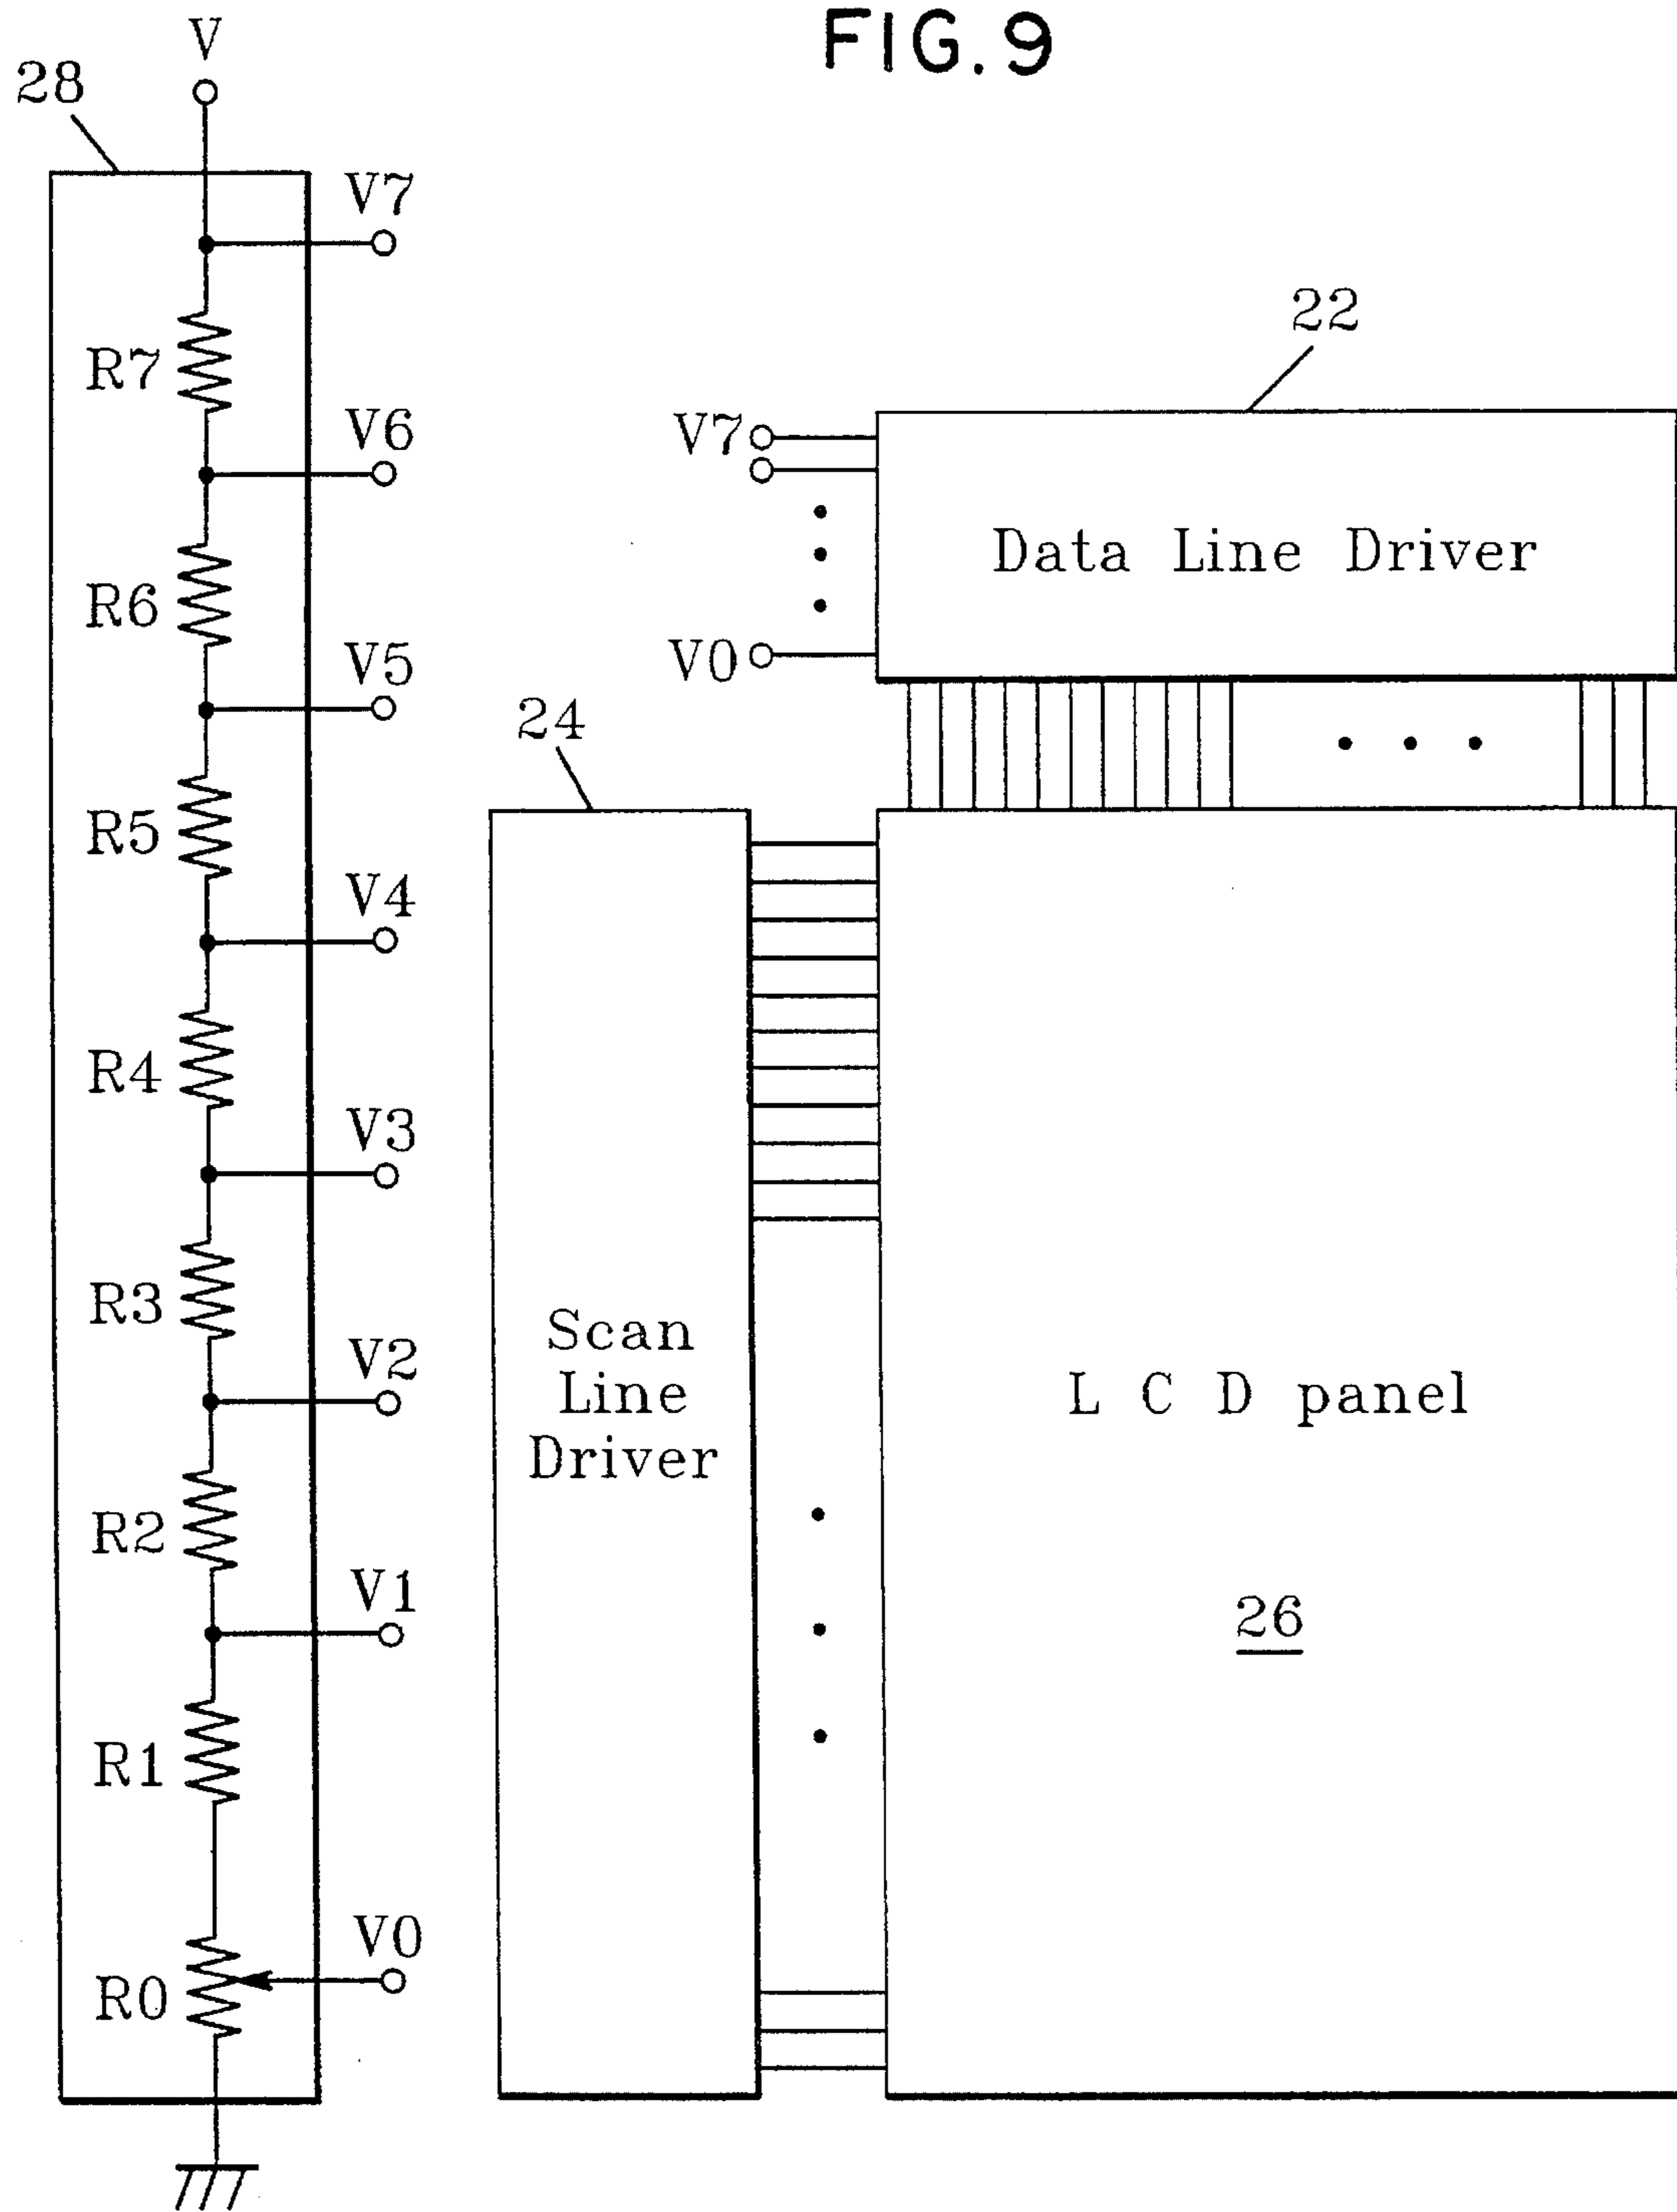 FIG. 9
V
28
V7
R7
V6
R6
V5
R5
V4
R4
V3
R3
V2
R2
V1
R1
V0
R0
22
V7
V0
Data Line Driver
24
Scan
Line
Driver
L C D panel
26